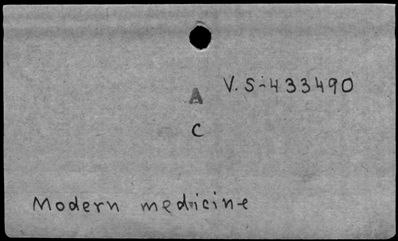 V. S-433490
A
C
Modern medicine